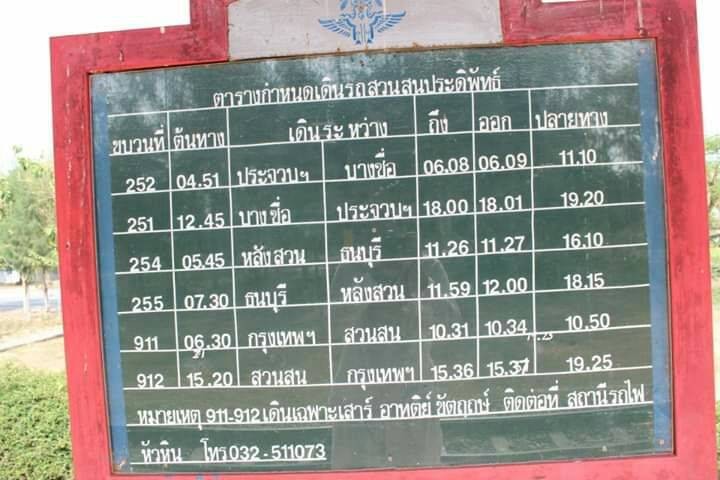 ตารางกำหนดเดินรถสวนสนประดิพัทธ์
ขบวนที่ ต้นทาง เดินระหว่าง ถึง ออก ปลายทาง
252 04.51 ประจวบฯ บางซื่อ 06.08 06.09 11.10
251 12.45 บางซื่อ ประจวบฯ 18.00 18.01 19.20
254 05.45 หลังสวน ธนบุรี 11.26 11.27 16.10
255 07.30 ธนบุรี หลังสวน 11.59 12.00 18.15
911 06.30 กรุงเทพฯ สวนสน 10.31 10.34 10.50
912 15.20 สวนสน กรุงเทพฯ 15.36 15.37 19.25
หมายเหตุ 911-912 เดินเฉพาะเสาร์ อาทติย์ ขัตฤกษ์ ติดต่อที่ สถานีรถไฟ
หัวหิน โทร 032-511073